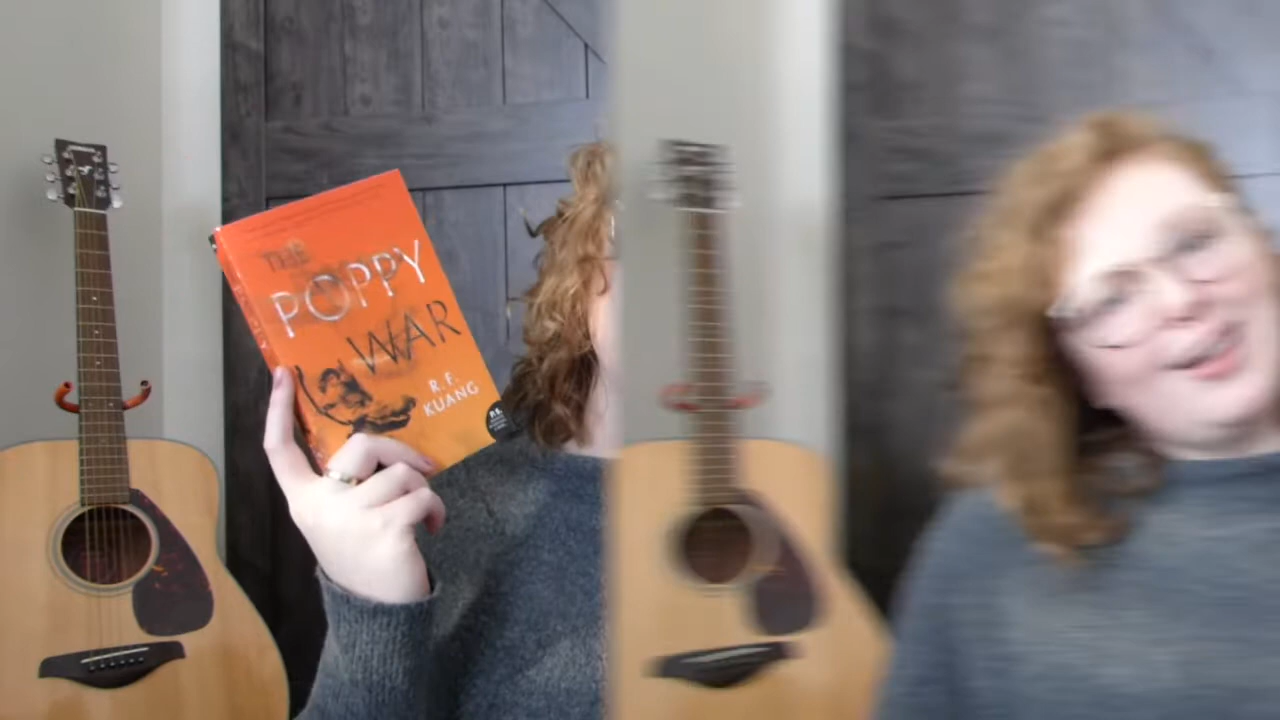 THE
POPPY
WAR
R. F.
KUANG
P.S.